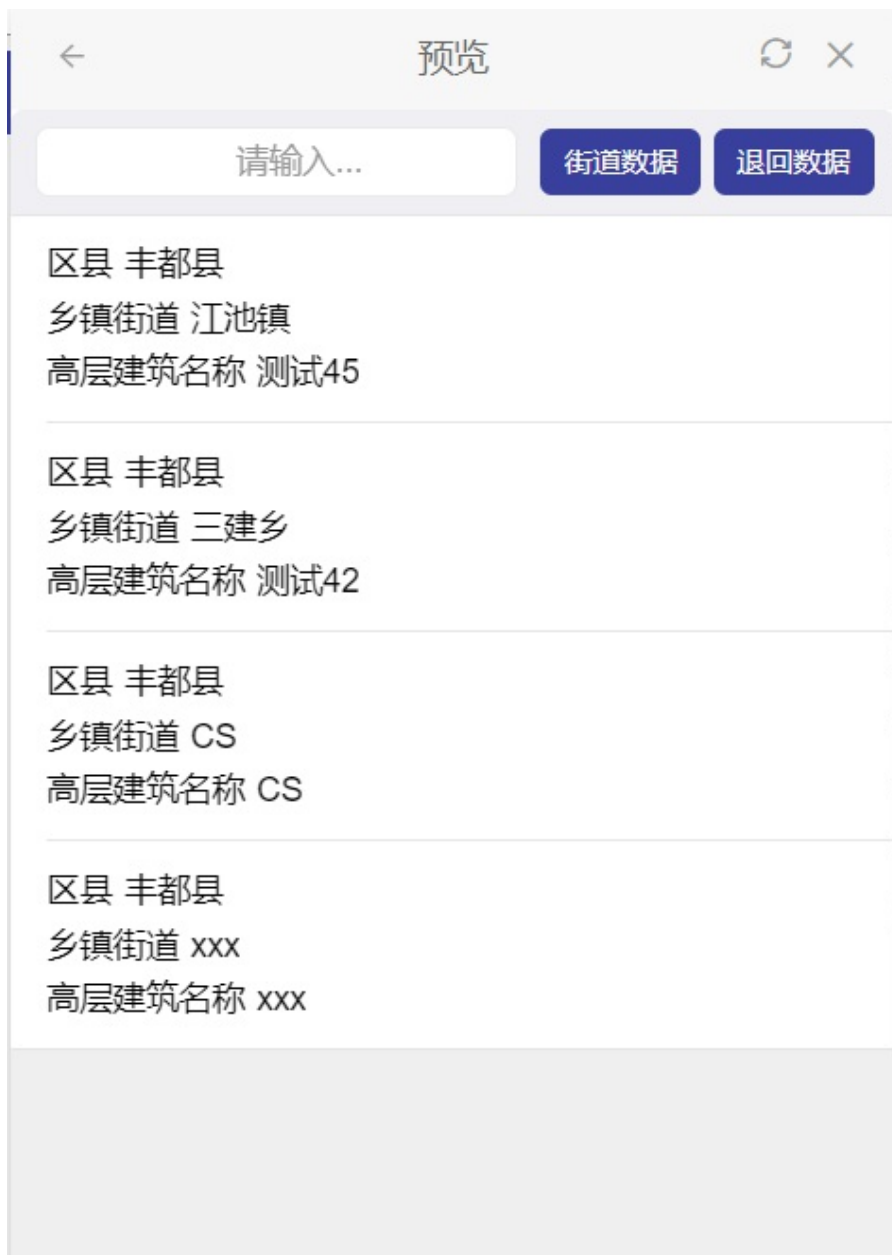 预览
请输入... 街道数据 退回数据
区县 丰都县
乡镇街道 江池镇
高层建筑名称 测试45
区县 丰都县
乡镇街道 三建乡
高层建筑名称 测试42
区县 丰都县
乡镇街道 CS
高层建筑名称 CS
区县 丰都县
乡镇街道 xxx
高层建筑名称 xxx